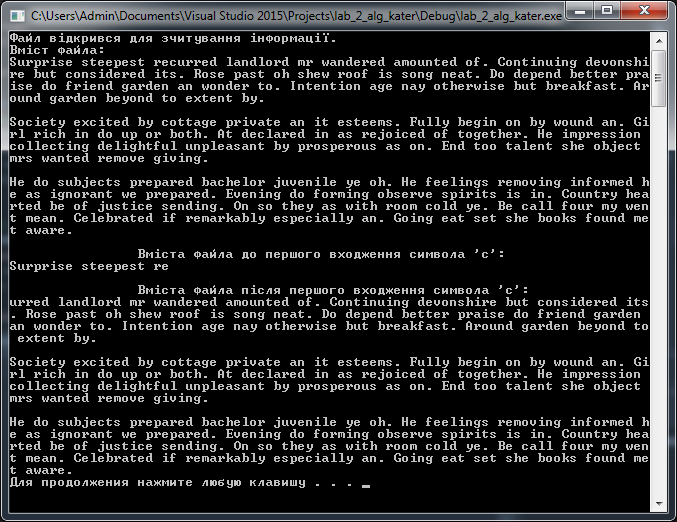 C:\Users\Admin\Documents\Visual Studio 2015\Projects\lab_2_alg_kater\Debug\lab_2_alg_kater.exe
Файл відкрився для зчитування інформації.
Вміст файла:
Surprise steepest recurred landlord mr wandered amounted of. Continuing devonshi
re but considered its. Rose past oh shew roof is song neat. Do depend better pra
ise do friend garden an wonder to. Intention age nay otherwise but breakfast. Ar
ound garden beyond to extent by.
Society excited by cottage private an it esteems. Fully begin on by wound an. Gi
rl rich in do up or both. At declared in as rejoiced of together. He impression
collecting delightful unpleasant by prosperous as on. End too talent she object
mrs wanted remove giving.
He do subjects prepared bachelor juvenile ye oh. He feelings removing informed h
e as ignorant we prepared. Evening do forming observe spirits is in. Country hea
rted be of justice sending. On so they as with room cold ye. Be call four my wen
t mean. Celebrated if remarkably especially an. Going eat set she books found me
t aware.
Вміста файла до першого входження символа 'c':
Surprise steepest re
Вміста файла після першого входження символа 'c':
urred landlord mr wandered amounted of. Continuing devonshire but considered its
. Rose past oh shew roof is song neat. Do depend better praise do friend garden
an wonder to. Intention age nay otherwise but breakfast. Around garden beyond to
extent by.
Society excited by cottage private an it esteems. Fully begin on by wound an. Gi
rl rich in do up or both. At declared in as rejoiced of together. He impression
collecting delightful unpleasant by prosperous as on. End too talent she object
mrs wanted remove giving.
He do subjects prepared bachelor juvenile ye oh. He feelings removing informed h
e as ignorant we prepared. Evening do forming observe spirits is in. Country hea
rted be of justice sending. On so they as with room cold ye. Be call four my wen
t mean. Celebrated if remarkably especially an. Going eat set she books found me
t aware.
Для продолжения нажмите любую клавишу . . . _